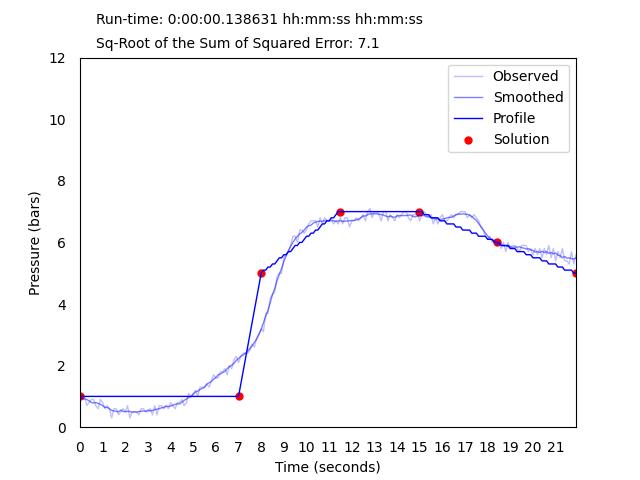 Run-time: 0:00:00.138631 hh:mm:ss hh:mm:ss
Sq-Root of the Sum of Squared Error: 7.1
12
10
8
6
4
2
0
Pressure (bars)
Observed
Smoothed
Profile
Solution
0 1 2 3 4 5 6 7 8 9 10 11 12 13 14 15 16 17 18 19 20 21
Time (seconds)